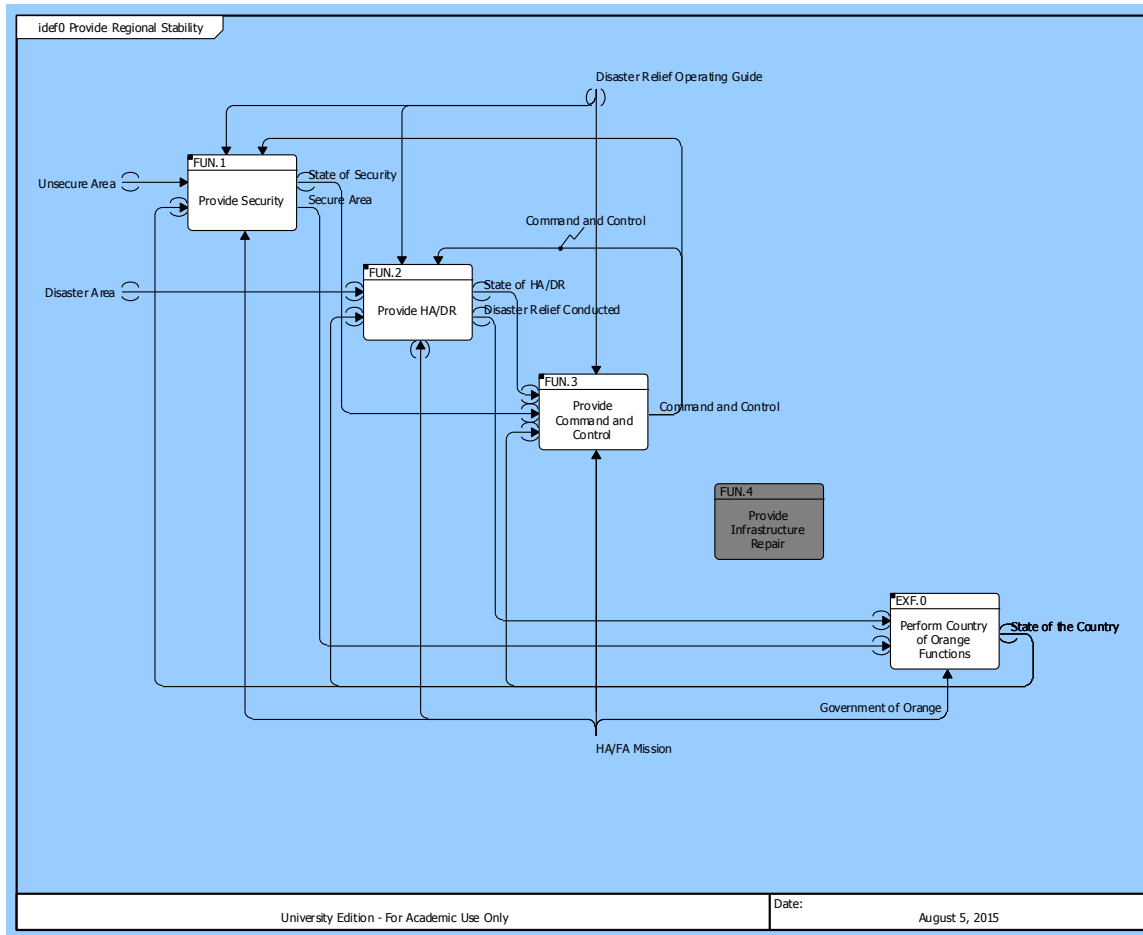 idef0 Provide Regional Stability
Disaster Relief Operating Guide
FUN.1
Provide Security
Unsecure Area
State of Security
Secure Area
Command and Control
FUN.2
Provide HA/DR
Disaster Area
State of HA/DR
Disaster Relief Conducted
FUN.3
Provide
Command and
Control
Command and Control
FUN.4
Provide
Infrastructure
Repair
EXF.0
Perform Country
of Orange
Functions
State of the Country
Government of Orange
HA/FA Mission
University Edition - For Academic Use Only
Date:
August 5, 2015